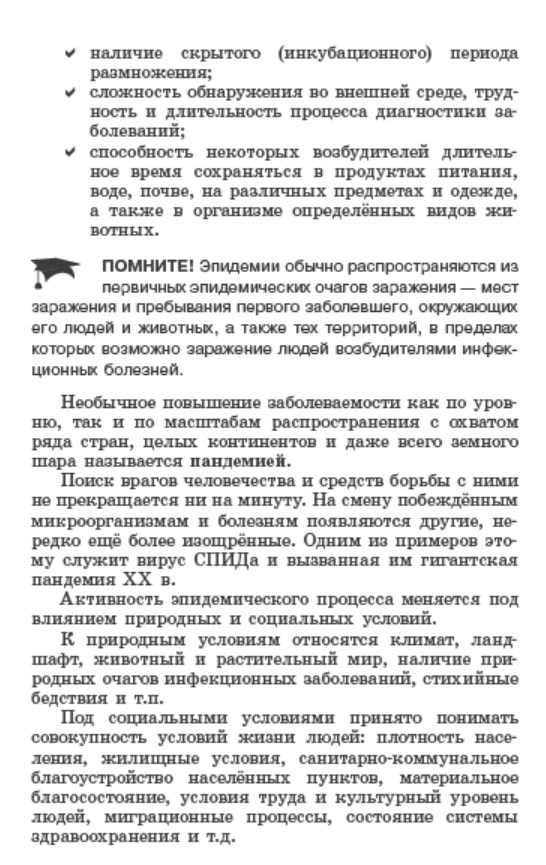 наличие скрытого (инкубационного) периода
размножения;
сложность обнаружения во внешней среде, труд-
ность и длительность процесса диагностики за-
болеваний;
способность некоторых возбудителей длитель-
ное время сохраняться в продуктах питания,
воде, почве, на различных предметах и одежде,
а также в организме определённых видов жи-
вотных.
ПОМНИТЕ! Эпидемии обычно распространяются из
первичных эпидемических очагов заражения — мест
заражения и пребывания первого заболевшего, окружающих
его людей и животных, а также тех территорий, в пределах
которых возможно заражение людей возбудителями инфек-
ционных болезней.
Необычное повышение заболеваемости как по уров-
ню, так и по масштабам распространения с охватом
ряда стран, целых континентов и даже всего земного
шара называется пандемией.
Поиск врагов человечества и средств борьбы с ними
не прекращается ни на минуту. На смену побеждённым
микроорганизмам и болезням появляются другие, не-
редко ещё более изощрённые. Одним из примеров это-
му служит вирус СПИДа и вызванная им гигантская
пандемия XX в.
Активность эпидемического процесса меняется под
влиянием природных и социальных условий.
К природным условиям относятся климат, ланд-
шафт, животный и растительный мир, наличие при-
родных очагов инфекционных заболеваний, стихийные
бедствия и т.п.
Под социальными условиями принято понимать
совокупность условий жизни людей: плотность насе-
ления, жилищные условия, санитарно-коммунальное
благоустройство населённых пунктов, материальное
благосостояние, условия труда и культурный уровень
людей, миграционные процессы, состояние системы
здравоохранения и т.д.